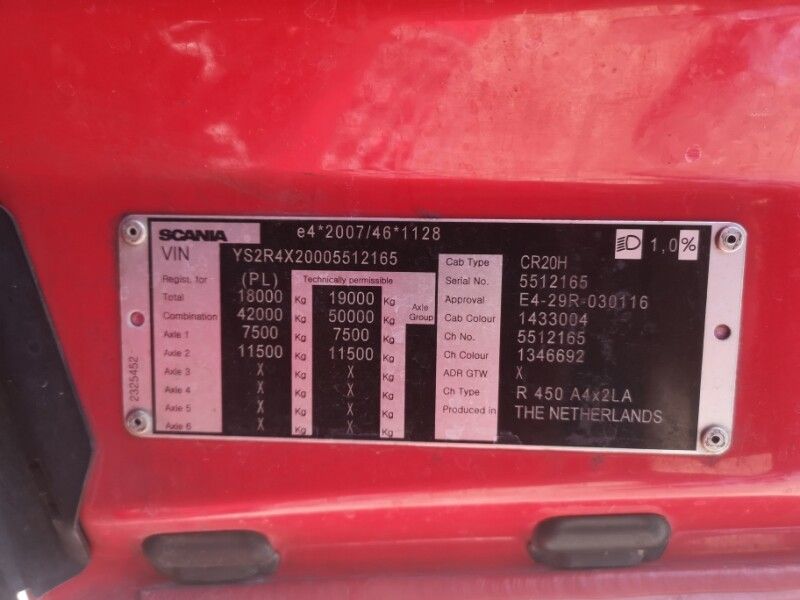 SCANIA e4*2007/46*1128 1,0%
VIN YS2R4X20005512165
Regist. for (PL) Technically permissible
Total 18000 Kg 19000 Kg Axle Group
Combination 42000 Kg 50000 Kg
Axle 1 7500 Kg 7500 Kg
Axle 2 11500 Kg 11500 Kg
Axle 3 X Kg X Kg
Axle 4 X Kg X Kg
Axle 5 X Kg X Kg
Axle 6 X Kg X Kg
Cab Type CR20H
Serial No. 5512165
Approval E4-29R-030116
Cab Colour 1433004
Ch No. 5512165
Ch Colour 1346692
ADR GTW X
Ch Type R 450 A4x2LA
Produced in THE NETHERLANDS
2325452